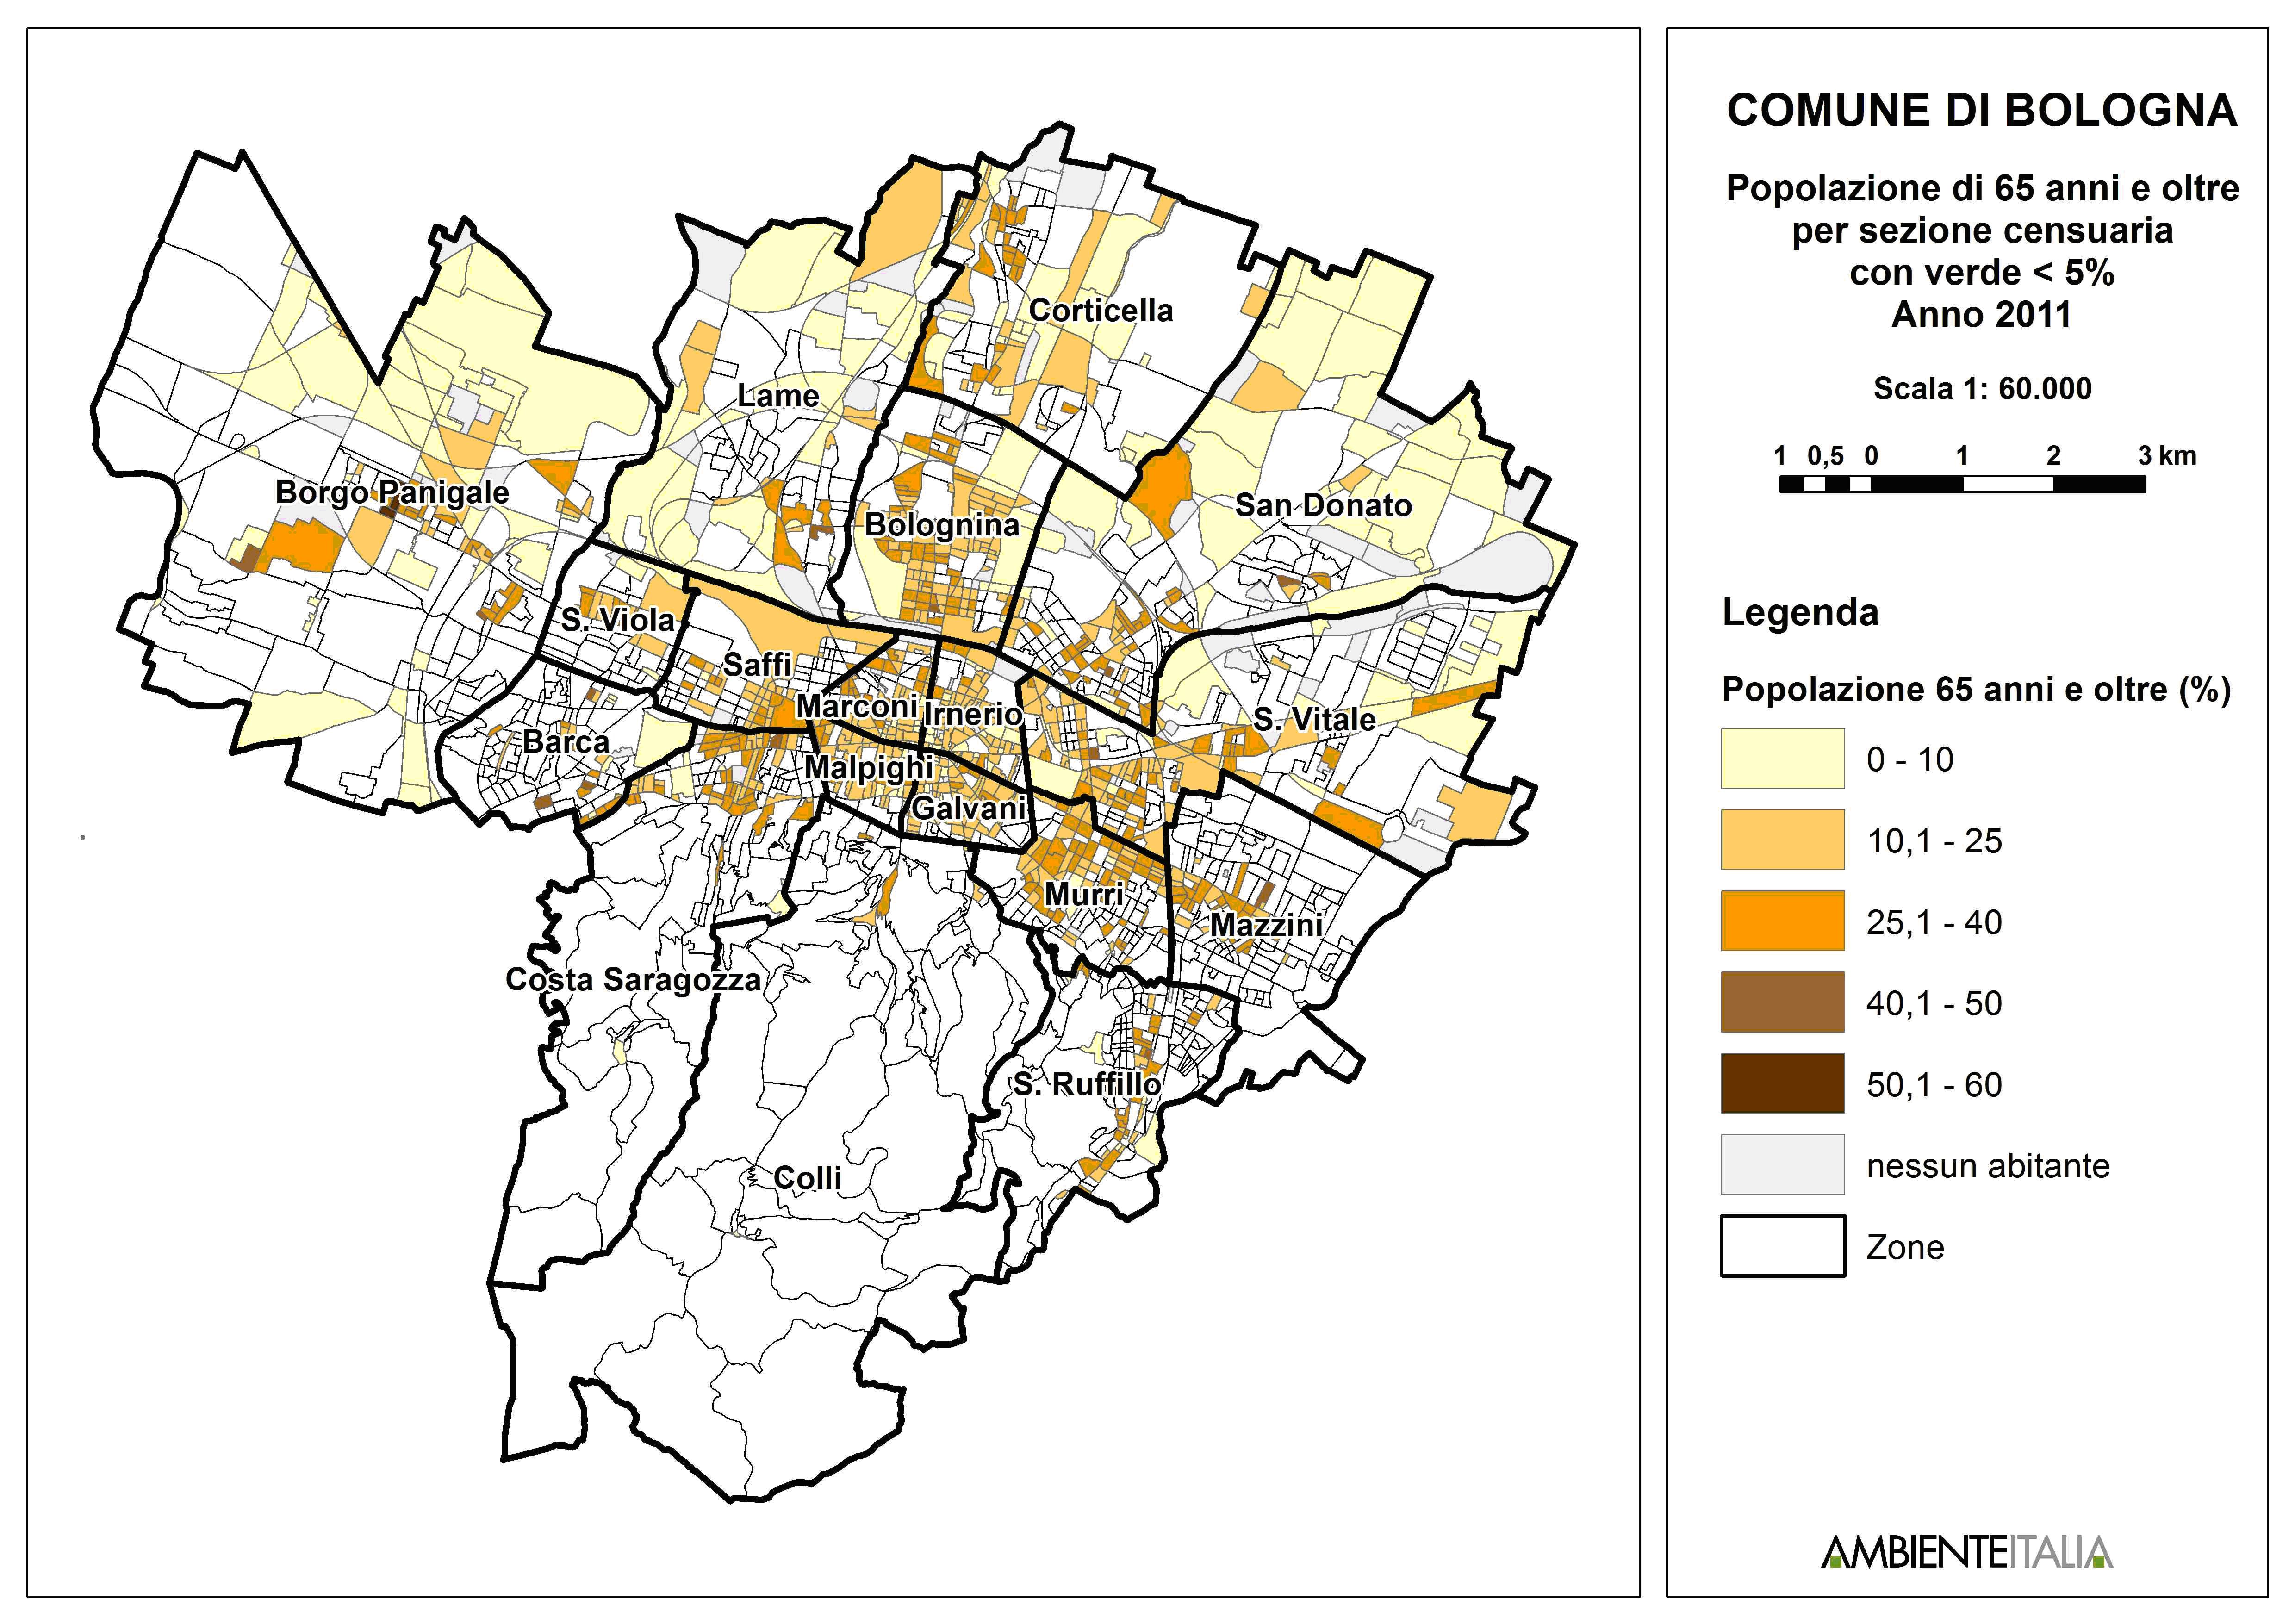 COMUNE DI BOLOGNA
Popolazione di 65 anni e oltre
per sezione censuaria
con verde < 5%
Anno 2011
Scala 1: 60.000
1 0,5 0 1 2 3 km
Legenda
Popolazione 65 anni e oltre (%)
0 - 10
10,1 - 25
25,1 - 40
40,1 - 50
50,1 - 60
nessun abitante
Zone
AMBIENTEITALIA
Corticella
Lame
Borgo Panigale
San Donato
Bolognina
S. Viola
Saffi
Marconi
Irnerio
S. Vitale
Barca
Malpighi
Galvani
Murri
Mazzini
Costa Saragozza
S. Ruffillo
Colli